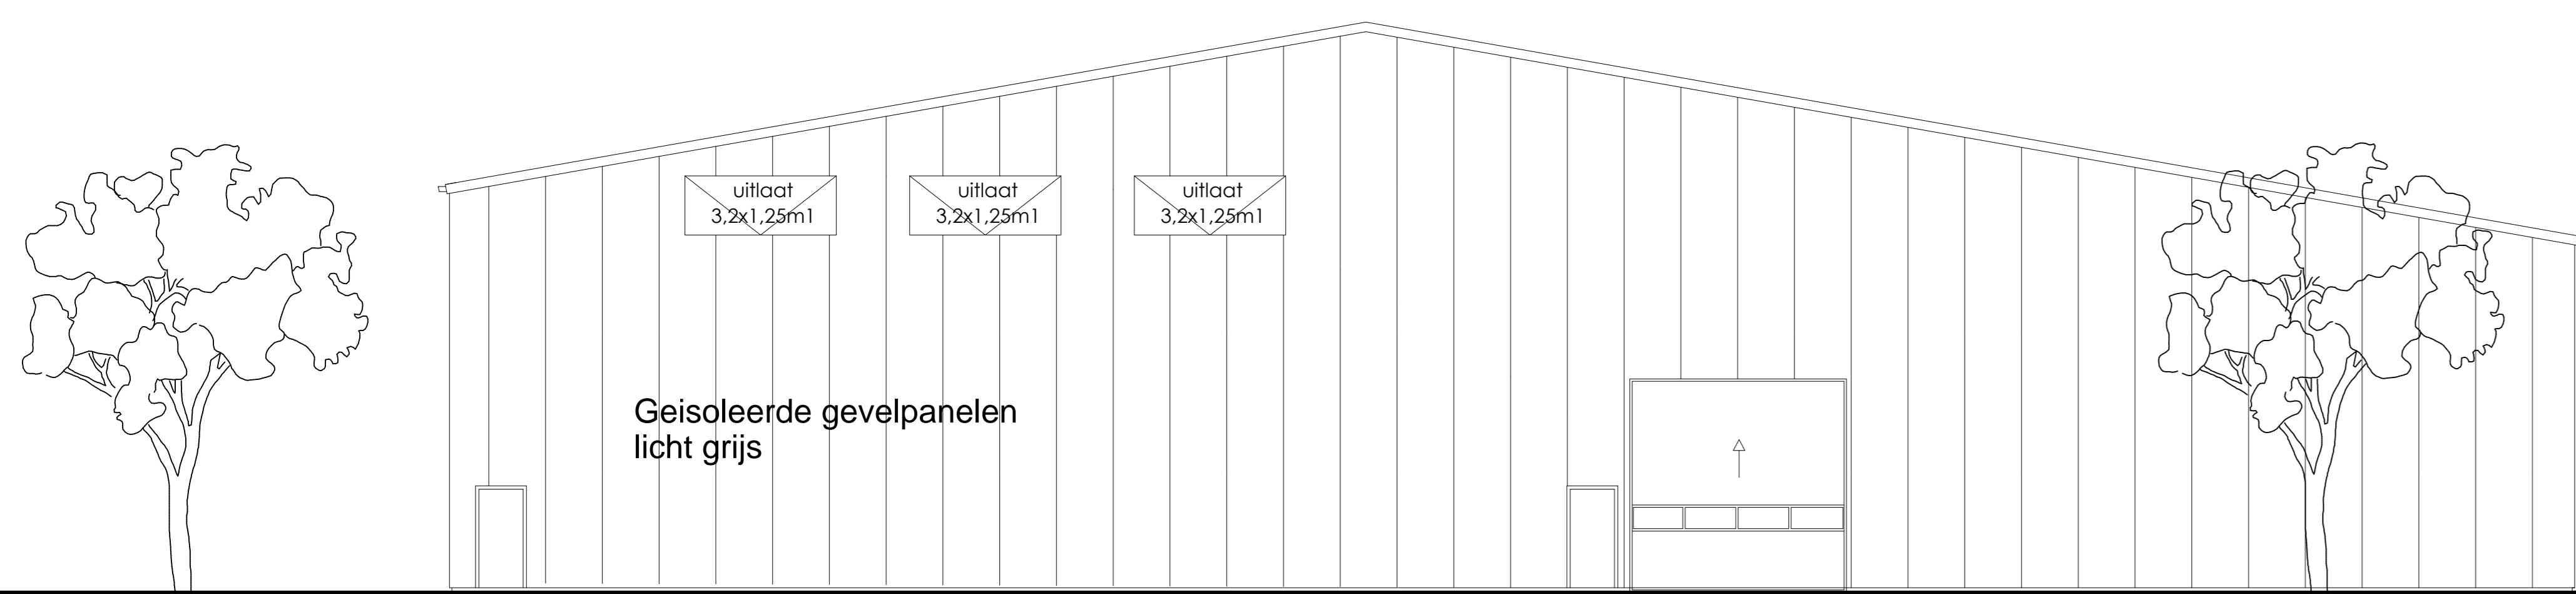 uitlaat
3,2x1,25m1
uitlaat
3,2x1,25m1
uitlaat
3,2x1,25m1
Geisoleerde gevelpanelen
licht grijs